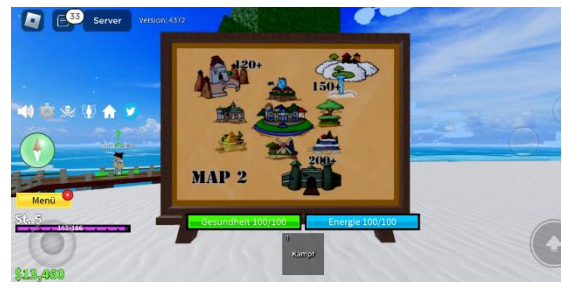 33
Server
Version: 4372
120+
150+
200+
MAP 2
Menü
St. 5
Gesundheit 100/100
Energie 100/100
1
Kampf
$13,460